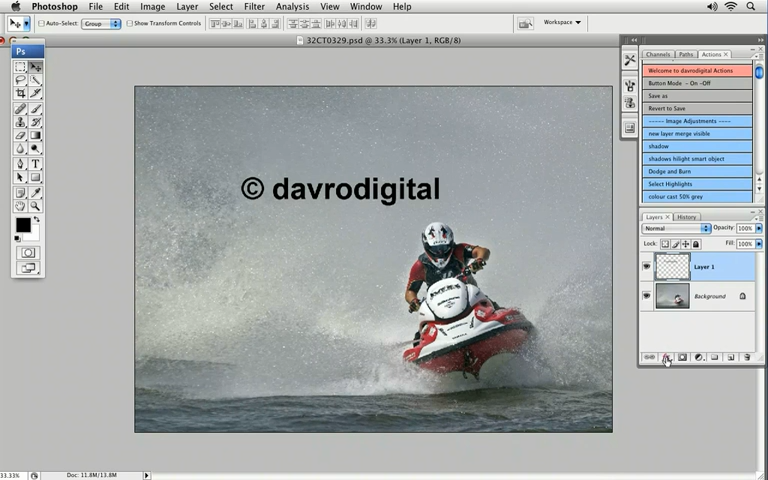 Photoshop File Edit Image Layer Select Filter Analysis View Window Help
Auto-Select: Group Show Transform Controls Workspace
32CT0329.psd @ 33.3% (Layer 1, RGB/8)
Ps
Channels Paths Actions ×
Welcome to davrodigital Actions
Button Mode - On -Off
Save as
Revert to Save
----- Image Adjustments ----
new layer merge visible
shadow
shadows hilight smart object
Dodge and Burn
Select Highlights
colour cast 50% grey
© davrodigital
Layers × History
Normal Opacity: 100%
Lock: Fill: 100%
Layer 1
Background
33.33% Doc: 11.8M/13.8M